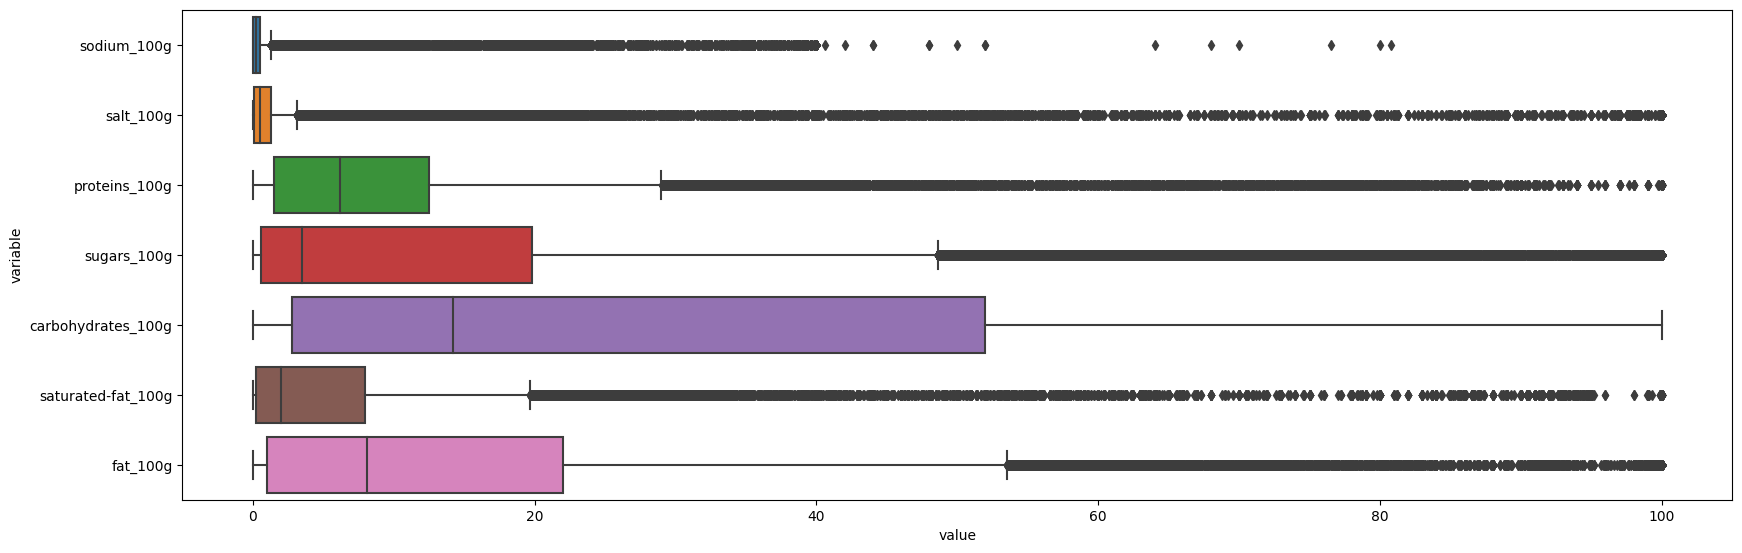 sodium_100g
salt_100g
proteins_100g
sugars_100g
carbohydrates_100g
saturated-fat_100g
fat_100g
variable
0 20 40 60 80 100
value